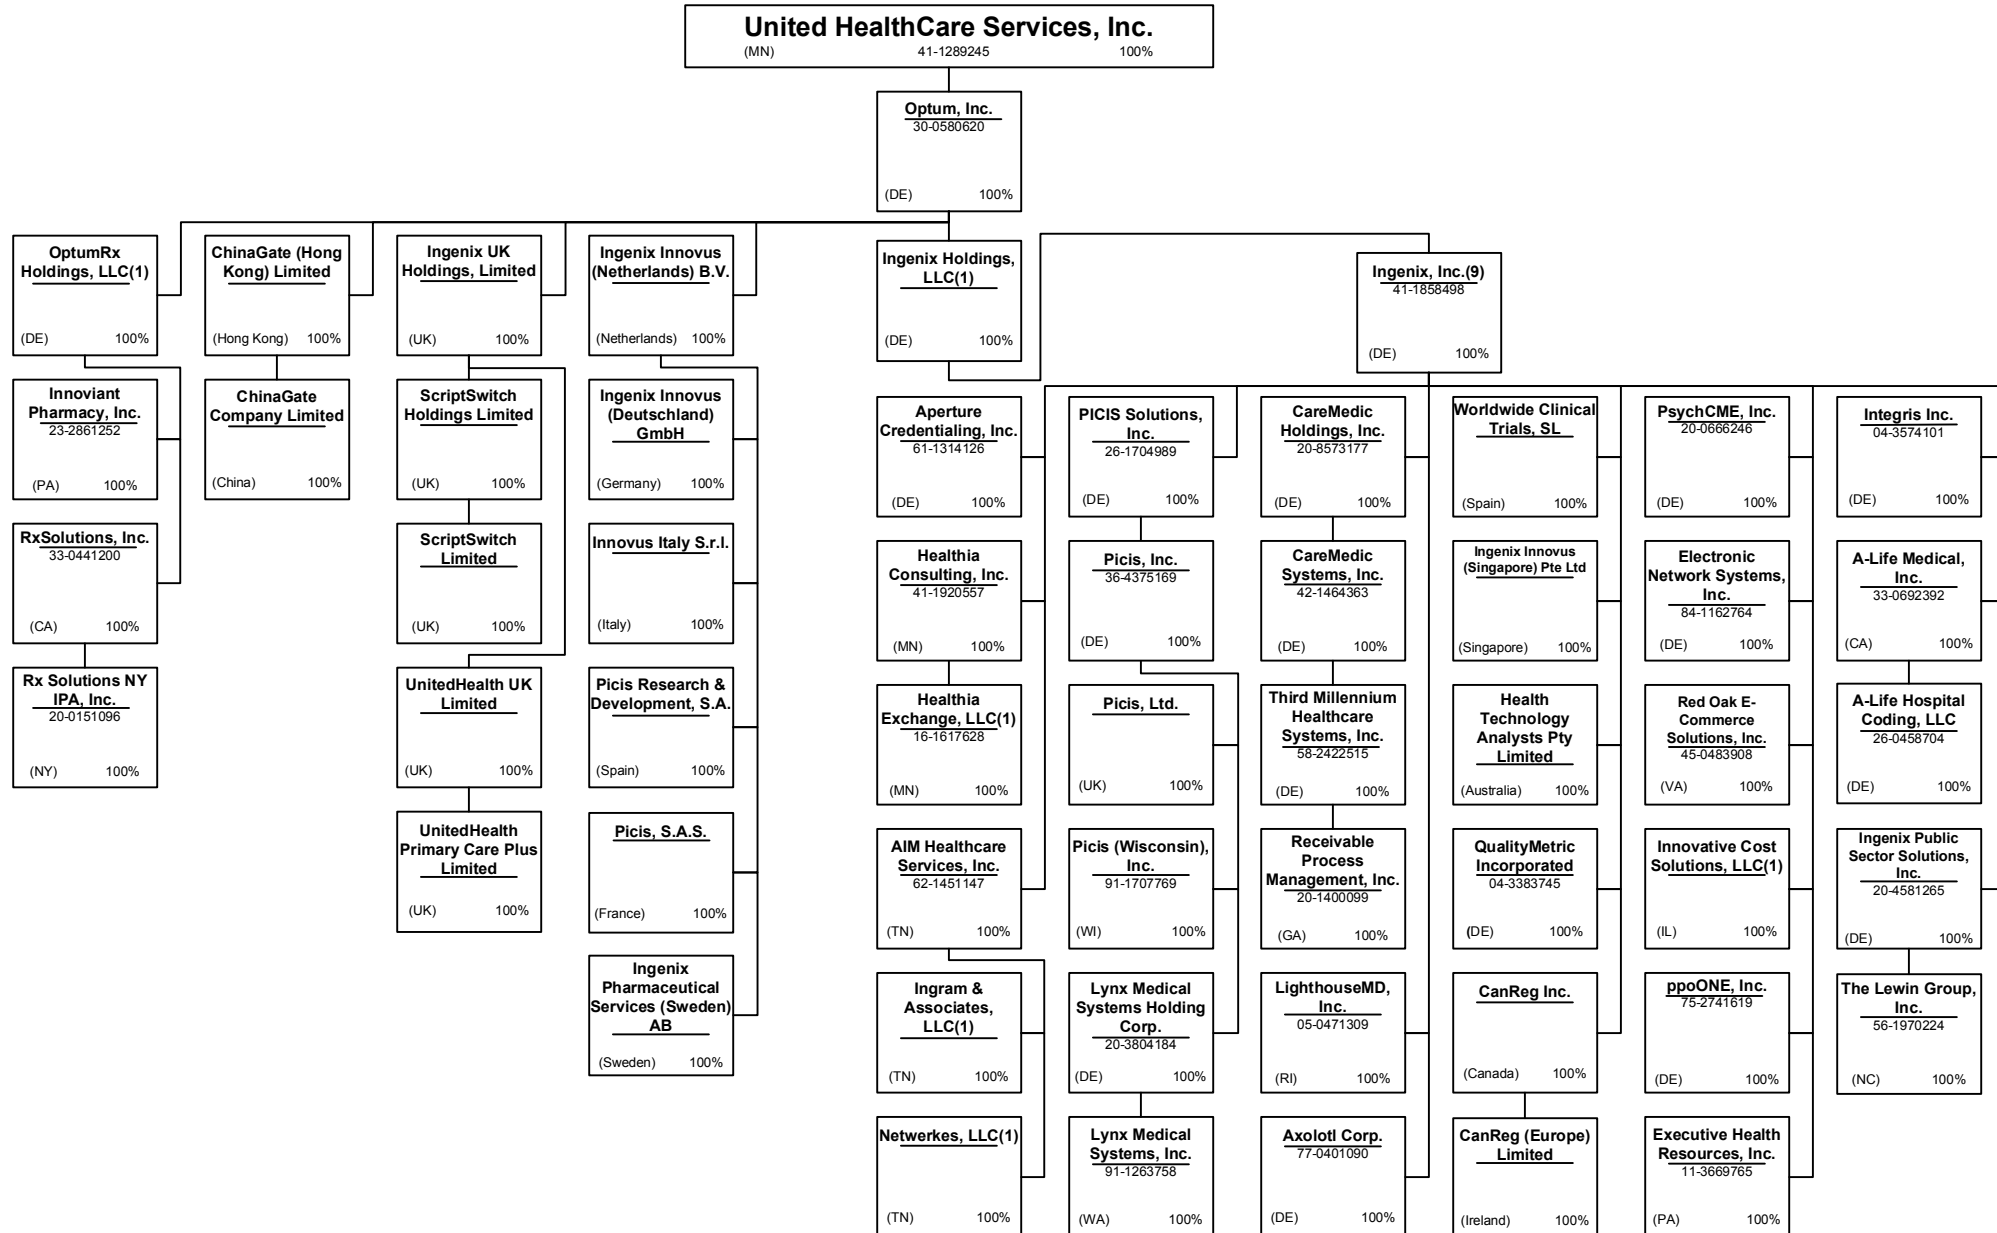 United HealthCare Services, Inc.
(MN) 41-1289245 100%
Optum, Inc.
30-0580620
(DE) 100%
OptumRx
Holdings, LLC(1)
(DE) 100%
ChinaGate (Hong
Kong) Limited
(Hong Kong) 100%
Ingenix UK
Holdings, Limited
(UK) 100%
Ingenix Innovus
(Netherlands) B.V.
(Netherlands) 100%
Ingenix Holdings,
LLC(1)
(DE) 100%
Ingenix, Inc.(9)
41-1858498
(DE) 100%
Innoviant
Pharmacy, Inc.
23-2861252
(PA) 100%
RxSolutions, Inc.
33-0441200
(CA) 100%
Rx Solutions NY
IPA, Inc.
20-0151096
(NY) 100%
ChinaGate
Company Limited
(China) 100%
ScriptSwitch
Holdings Limited
(UK) 100%
ScriptSwitch
Limited
(UK) 100%
UnitedHealth UK
Limited
(UK) 100%
UnitedHealth
Primary Care Plus
Limited
(UK) 100%
Ingenix Innovus
(Deutschland)
GmbH
(Germany) 100%
Innovus Italy S.r.l.
(Italy) 100%
Picis Research &
Development, S.A.
(Spain) 100%
Picis, S.A.S.
(France) 100%
Ingenix
Pharmaceutical
Services (Sweden)
AB
(Sweden) 100%
Aperture
Credentialing, Inc.
61-1314126
(DE) 100%
Healthia
Consulting, Inc.
41-1920557
(MN) 100%
Healthia
Exchange, LLC(1)
16-1617628
(MN) 100%
AIM Healthcare
Services, Inc.
62-1451147
(TN) 100%
Ingram &
Associates,
LLC(1)
(TN) 100%
Netwerkes, LLC(1)
(TN) 100%
PICIS Solutions,
Inc.
26-1704989
(DE) 100%
Picis, Inc.
36-4375169
(DE) 100%
Picis, Ltd.
(UK) 100%
Picis (Wisconsin),
Inc.
91-1707769
(WI) 100%
Lynx Medical
Systems Holding
Corp.
20-3804184
(DE) 100%
Lynx Medical
Systems, Inc.
91-1263758
(WA) 100%
CareMedic
Holdings, Inc.
20-8573177
(DE) 100%
CareMedic
Systems, Inc.
42-1464363
(DE) 100%
Third Millennium
Healthcare
Systems, Inc.
58-2422515
(DE) 100%
Receivable
Process
Management, Inc.
20-1400099
(GA) 100%
LighthouseMD,
Inc.
05-0471309
(RI) 100%
Axolotl Corp.
77-0401090
(DE) 100%
Worldwide Clinical
Trials, SL
(Spain) 100%
Ingenix Innovus
(Singapore) Pte Ltd
(Singapore) 100%
Health
Technology
Analysts Pty
Limited
(Australia) 100%
QualityMetric
Incorporated
04-3383745
(DE) 100%
CanReg Inc.
(Canada) 100%
CanReg (Europe)
Limited
(Ireland) 100%
PsychCME, Inc.
20-0666246
(DE) 100%
Electronic
Network Systems,
Inc.
84-1162764
(DE) 100%
Red Oak E-
Commerce
Solutions, Inc.
45-0483908
(VA) 100%
Innovative Cost
Solutions, LLC(1)
(IL) 100%
ppoONE, Inc.
75-2741619
(DE) 100%
Executive Health
Resources, Inc.
11-3669765
(PA) 100%
Integris Inc.
04-3574101
(DE) 100%
A-Life Medical,
Inc.
33-0692392
(CA) 100%
A-Life Hospital
Coding, LLC
26-0458704
(DE) 100%
Ingenix Public
Sector Solutions,
Inc.
20-4581265
(DE) 100%
The Lewin Group,
Inc.
56-1970224
(NC) 100%